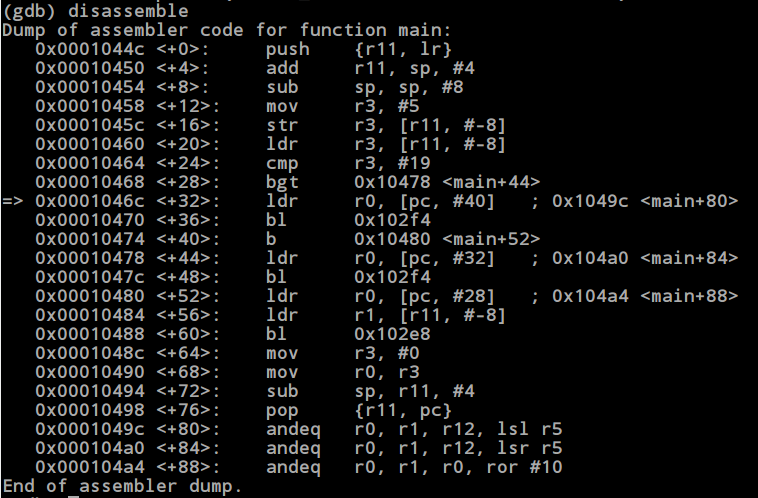 (gdb) disassemble
Dump of assembler code for function main:
   0x0001044c <+0>:     push    {r11, lr}
   0x00010450 <+4>:     add     r11, sp, #4
   0x00010454 <+8>:     sub     sp, sp, #8
   0x00010458 <+12>:    mov     r3, #5
   0x0001045c <+16>:    str     r3, [r11, #-8]
   0x00010460 <+20>:    ldr     r3, [r11, #-8]
   0x00010464 <+24>:    cmp     r3, #19
   0x00010468 <+28>:    bgt     0x10478 <main+44>
=> 0x0001046c <+32>:    ldr     r0, [pc, #40]   ; 0x1049c <main+80>
   0x00010470 <+36>:    bl      0x102f4
   0x00010474 <+40>:    b       0x10480 <main+52>
   0x00010478 <+44>:    ldr     r0, [pc, #32]   ; 0x104a0 <main+84>
   0x0001047c <+48>:    bl      0x102f4
   0x00010480 <+52>:    ldr     r0, [pc, #28]   ; 0x104a4 <main+88>
   0x00010484 <+56>:    ldr     r1, [r11, #-8]
   0x00010488 <+60>:    bl      0x102e8
   0x0001048c <+64>:    mov     r3, #0
   0x00010490 <+68>:    mov     r0, r3
   0x00010494 <+72>:    sub     sp, r11, #4
   0x00010498 <+76>:    pop     {r11, pc}
   0x0001049c <+80>:    andeq   r0, r1, r12, lsl r5
   0x000104a0 <+84>:    andeq   r0, r1, r12, lsr r5
   0x000104a4 <+88>:    andeq   r0, r1, r0, ror #10
End of assembler dump.